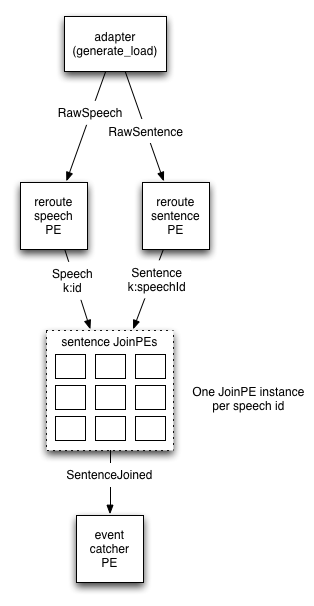 adapter
(generate_load)
RawSpeech
RawSentence
reroute
speech
PE
reroute
sentence
PE
Speech
k:id
Sentence
k:speechId
sentence JoinPEs
One JoinPE instance
per speech id
SentenceJoined
event
catcher
PE